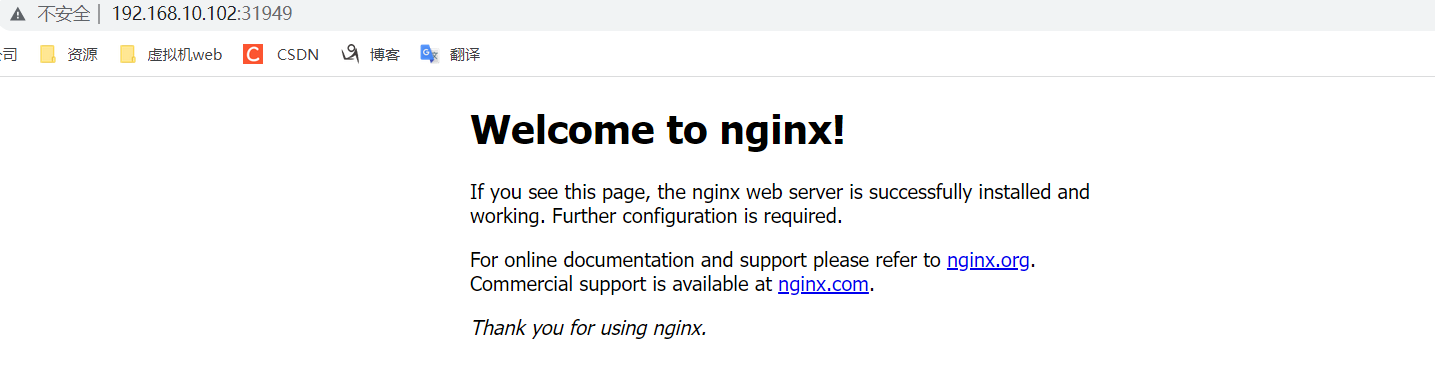 不安全 | 192.168.10.102:31949
公司 资源 虚拟机web C CSDN 博客 G 翻译
Welcome to nginx!
If you see this page, the nginx web server is successfully installed and
working. Further configuration is required.
For online documentation and support please refer to nginx.org.
Commercial support is available at nginx.com.
Thank you for using nginx.